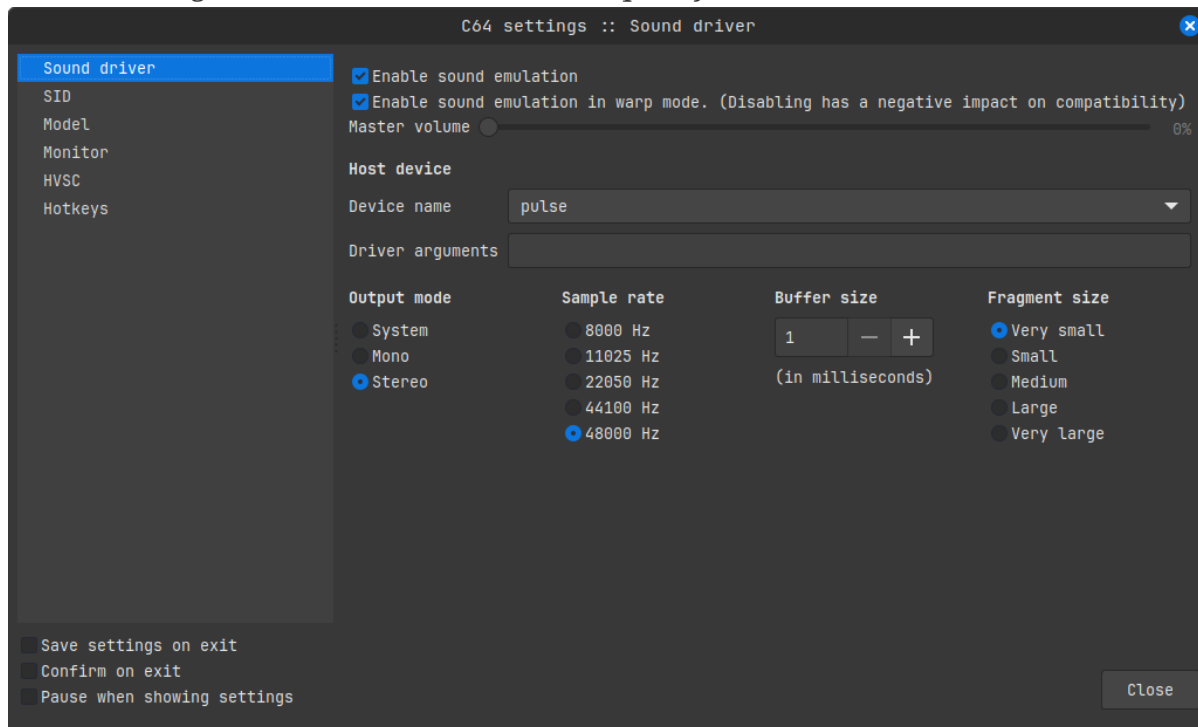 C64 settings :: Sound driver
Sound driver
SID
Model
Monitor
HVSC
Hotkeys
Enable sound emulation
Enable sound emulation in warp mode. (Disabling has a negative impact on compatibility)
Master volume 0%
Host device
Device name pulse
Driver arguments
Output mode Sample rate Buffer size Fragment size
System 8000 Hz 1 Very small
Mono 11025 Hz Small
Stereo 22050 Hz (in milliseconds) Medium
44100 Hz Large
48000 Hz Very large
Save settings on exit
Confirm on exit
Pause when showing settings
Close